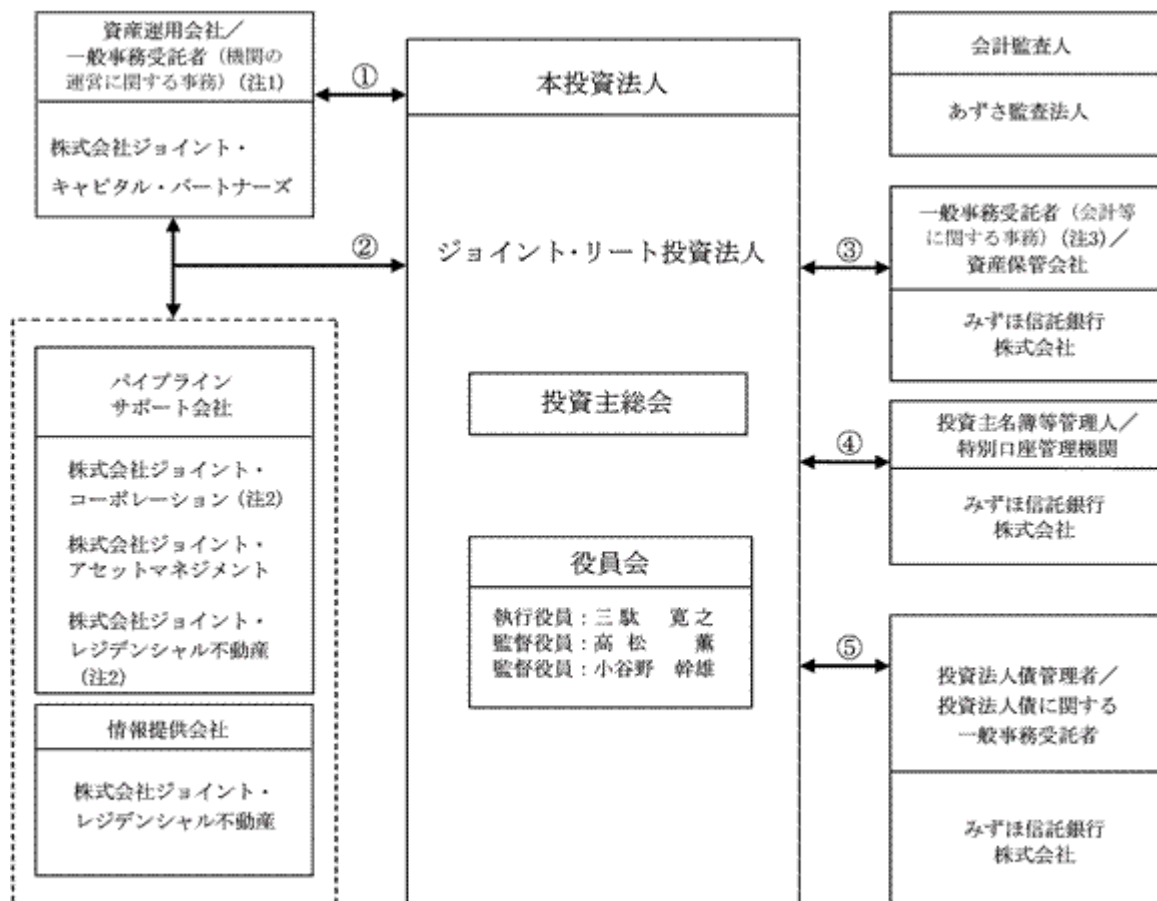 資産運用会社/
一般事務受託者(機関の
運営に関する事務)(注1)
株式会社ジョイント・
キャピタル・パートナーズ
①
②
パイプライン
サポート会社
株式会社ジョイント・
コーポレーション(注2)
株式会社ジョイント・
アセットマネジメント
株式会社ジョイント・
レジデンシャル不動産
(注2)
情報提供会社
株式会社ジョイント・
レジデンシャル不動産
本投資法人
ジョイント・リート投資法人
投資主総会
役員会
執行役員:三駄 寛之
監督役員:高松 薫
監督役員:小谷野 幹雄
③
④
⑤
会計監査人
あずさ監査法人
一般事務受託者(会計等
に関する事務)(注3)/
資産保管会社
みずほ信託銀行
株式会社
投資主名簿等管理人/
特別口座管理機関
みずほ信託銀行
株式会社
投資法人債管理者/
投資法人債に関する
一般事務受託者
みずほ信託銀行
株式会社